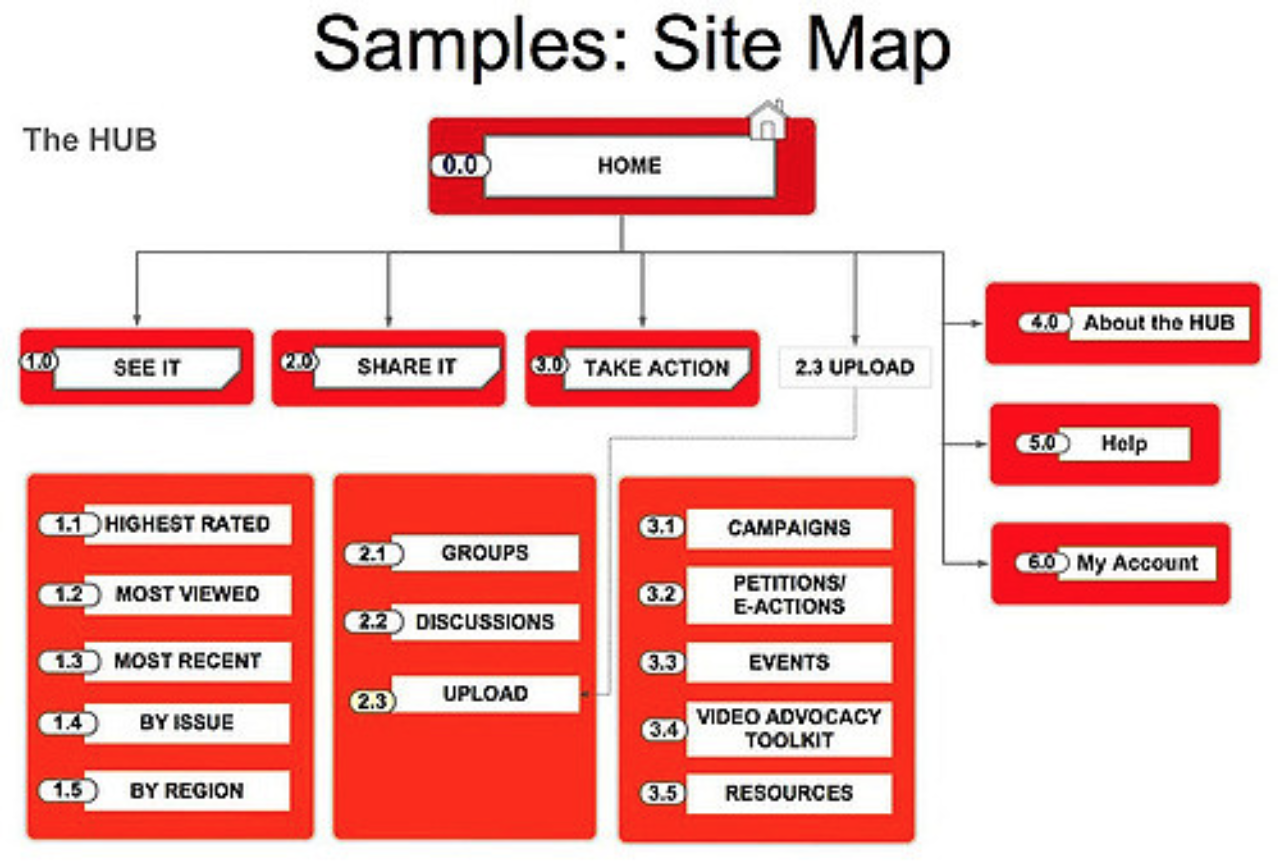 Samples: Site Map
The HUB
0.0 HOME
1.0 SEE IT
2.0 SHARE IT
3.0 TAKE ACTION
2.3 UPLOAD
4.0 About the HUB
5.0 Help
6.0 My Account
1.1 HIGHEST RATED
1.2 MOST VIEWED
1.3 MOST RECENT
1.4 BY ISSUE
1.5 BY REGION
2.1 GROUPS
2.2 DISCUSSIONS
2.3 UPLOAD
3.1 CAMPAIGNS
3.2 PETITIONS/
E-ACTIONS
3.3 EVENTS
3.4 VIDEO ADVOCACY
TOOLKIT
3.5 RESOURCES